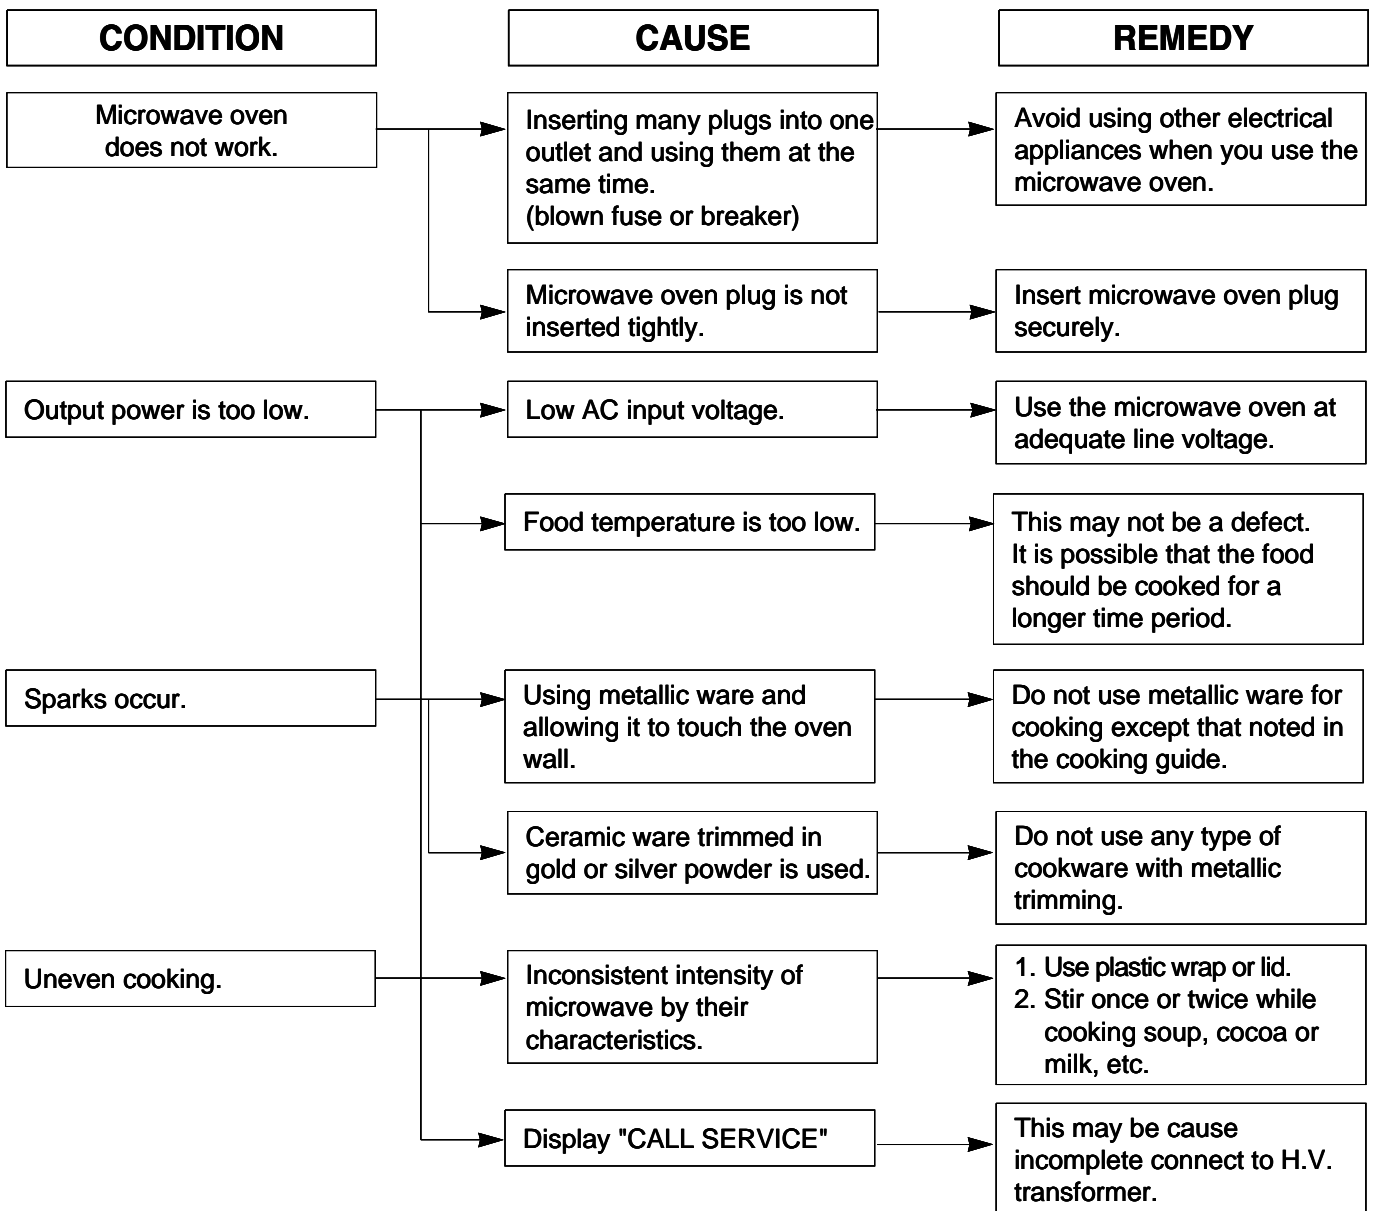 CONDITION
CAUSE
REMEDY
Microwave oven
does not work.
Inserting many plugs into one
outlet and using them at the
same time.
(blown fuse or breaker)
Avoid using other electrical
appliances when you use the
microwave oven.
Microwave oven plug is not
inserted tightly.
Insert microwave oven plug
securely.
Output power is too low.
Low AC input voltage.
Use the microwave oven at
adequate line voltage.
Food temperature is too low.
This may not be a defect.
It is possible that the food
should be cooked for a
longer time period.
Sparks occur.
Using metallic ware and
allowing it to touch the oven
wall.
Do not use metallic ware for
cooking except that noted in
the cooking guide.
Ceramic ware trimmed in
gold or silver powder is used.
Do not use any type of
cookware with metallic
trimming.
Uneven cooking.
Inconsistent intensity of
microwave by their
characteristics.
1. Use plastic wrap or lid.
2. Stir once or twice while
cooking soup, cocoa or
milk, etc.
Display "CALL SERVICE"
This may be cause
incomplete connect to H.V.
transformer.